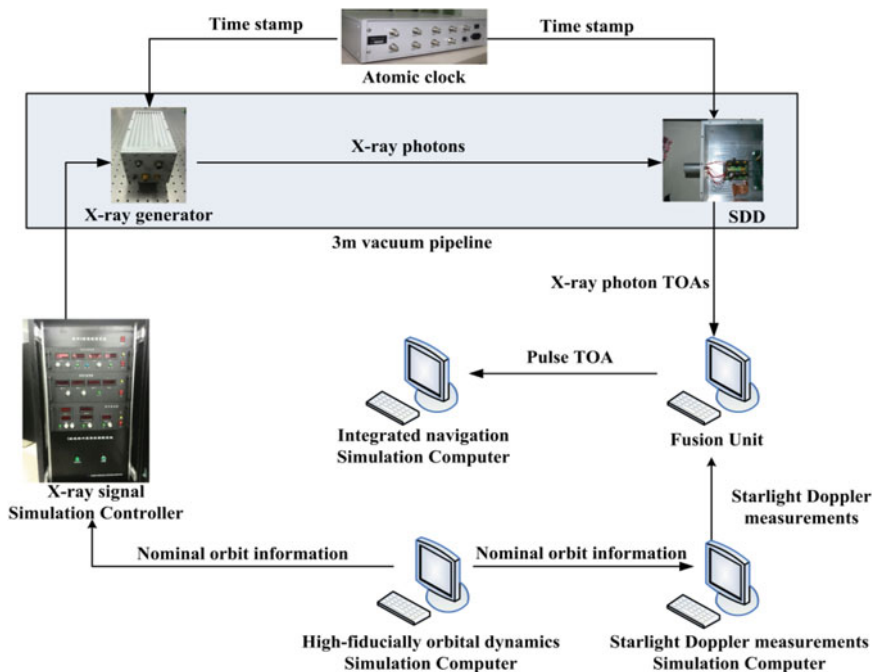 Time stamp
Time stamp
Atomic clock
X-ray photons
X-ray generator
SDD
3m vacuum pipeline
X-ray photon TOAs
Pulse TOA
Integrated navigation
Simulation Computer
Fusion Unit
X-ray signal
Simulation Controller
Starlight Doppler
measurements
Nominal orbit information
Nominal orbit information
High-fiducially orbital dynamics
Simulation Computer
Starlight Doppler measurements
Simulation Computer